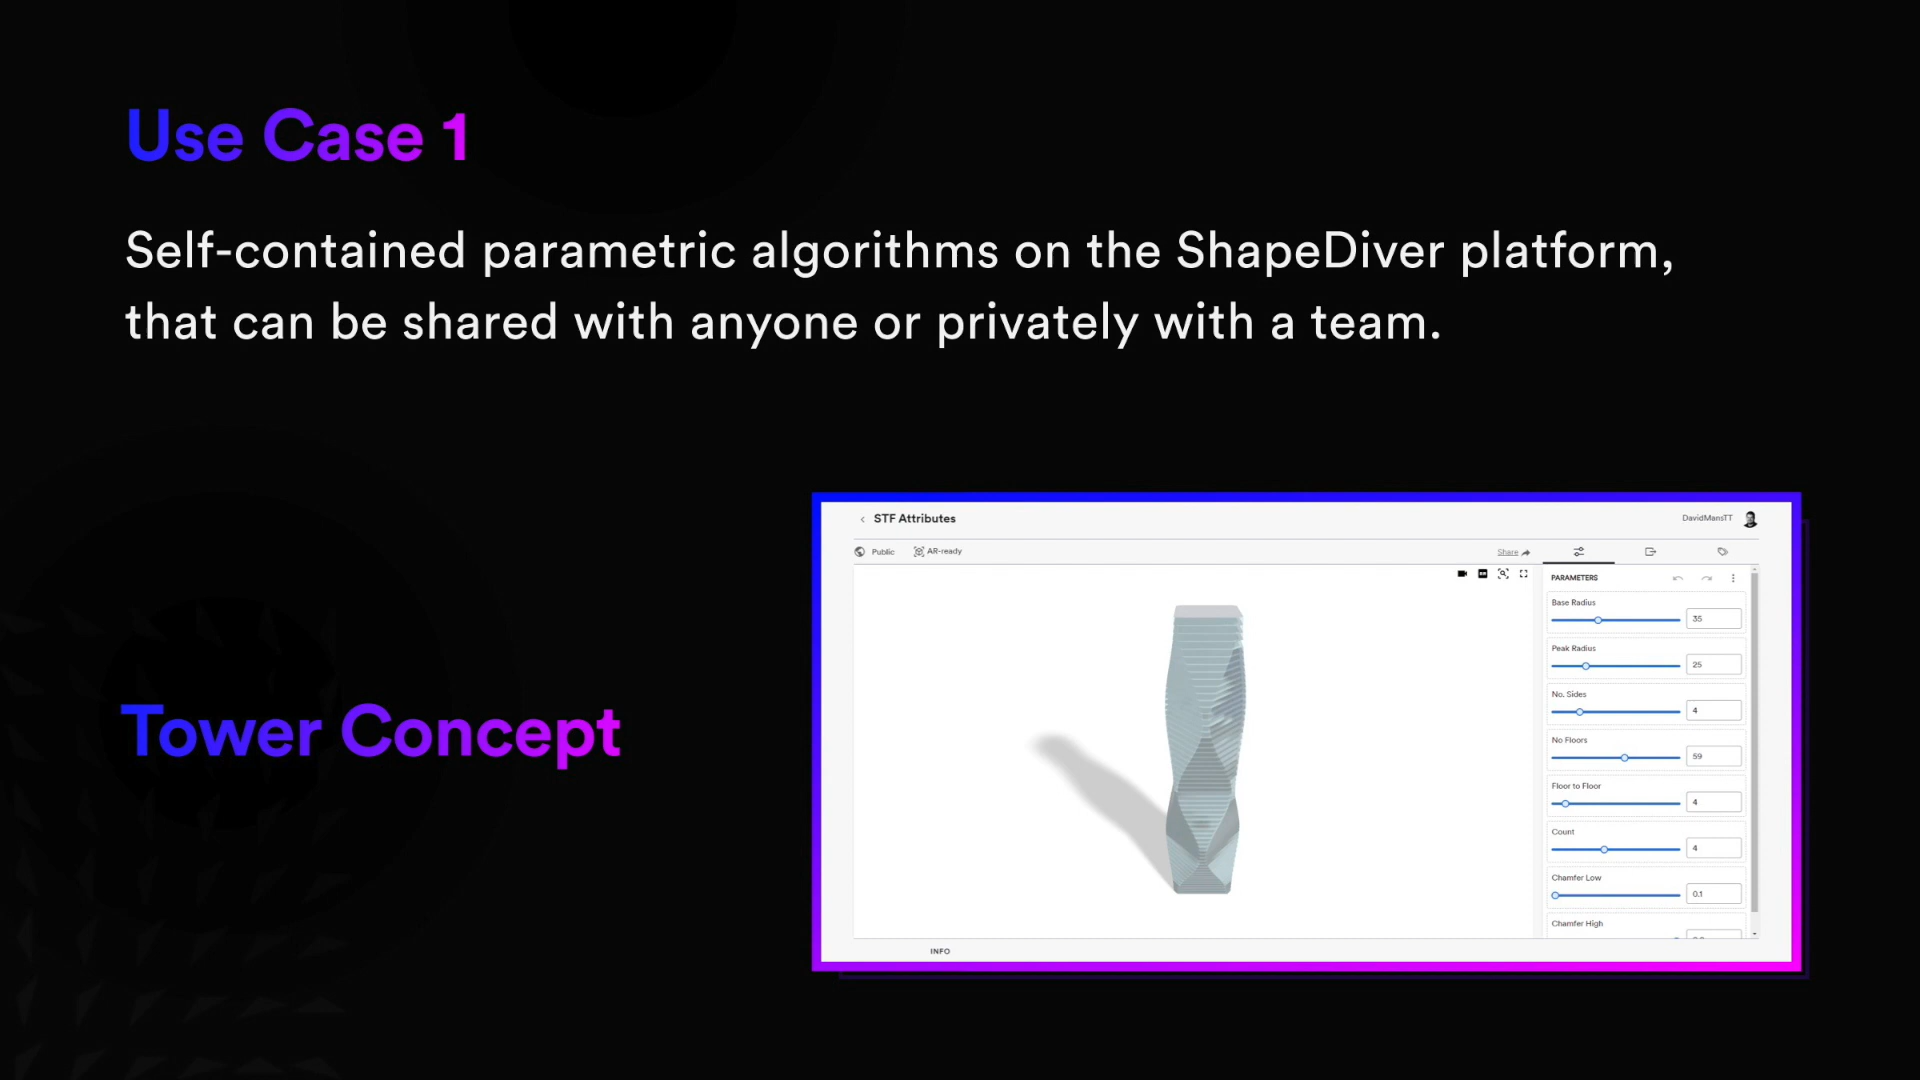 Use Case 1
Self-contained parametric algorithms on the ShapeDiver platform,
that can be shared with anyone or privately with a team.
Tower Concept
STF Attributes
DavidMansTT
Public
AR-ready
Share
PARAMETERS
Base Radius
35
Peak Radius
25
No. Sides
4
No Floors
59
Floor to Floor
4
Count
4
Chamfer Low
0.1
Chamfer High
INFO